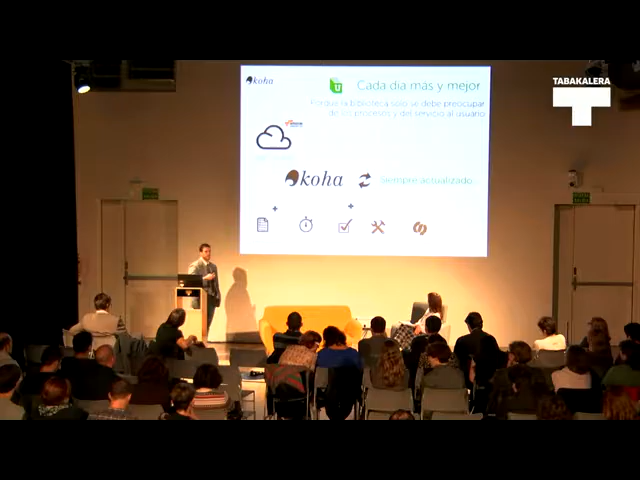 koha
Cada día más y mejor
TABAKALERA
Porque la biblioteca sólo se debe preocupar
de los procesos y del servicio al usuario
koha
Siempre actualizado